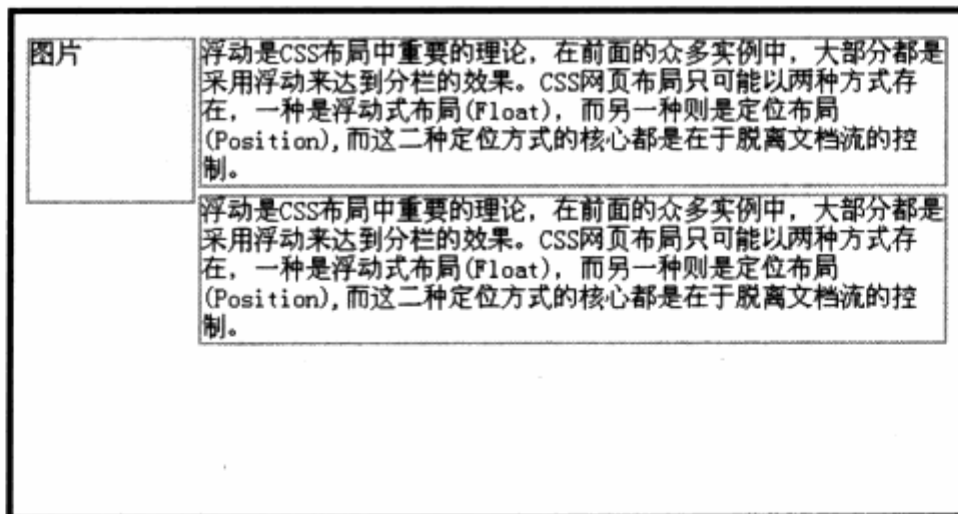 图片
浮动是CSS布局中重要的理论，在前面的众多实例中，大部分都是
采用浮动来达到分栏的效果。CSS网页布局只可能以两种方式存
在，一种是浮动式布局(Float)，而另一种则是定位布局
(Position),而这二种定位方式的核心都是在于脱离文档流的控
制。
浮动是CSS布局中重要的理论，在前面的众多实例中，大部分都是
采用浮动来达到分栏的效果。CSS网页布局只可能以两种方式存
在，一种是浮动式布局(Float)，而另一种则是定位布局
(Position),而这二种定位方式的核心都是在于脱离文档流的控
制。